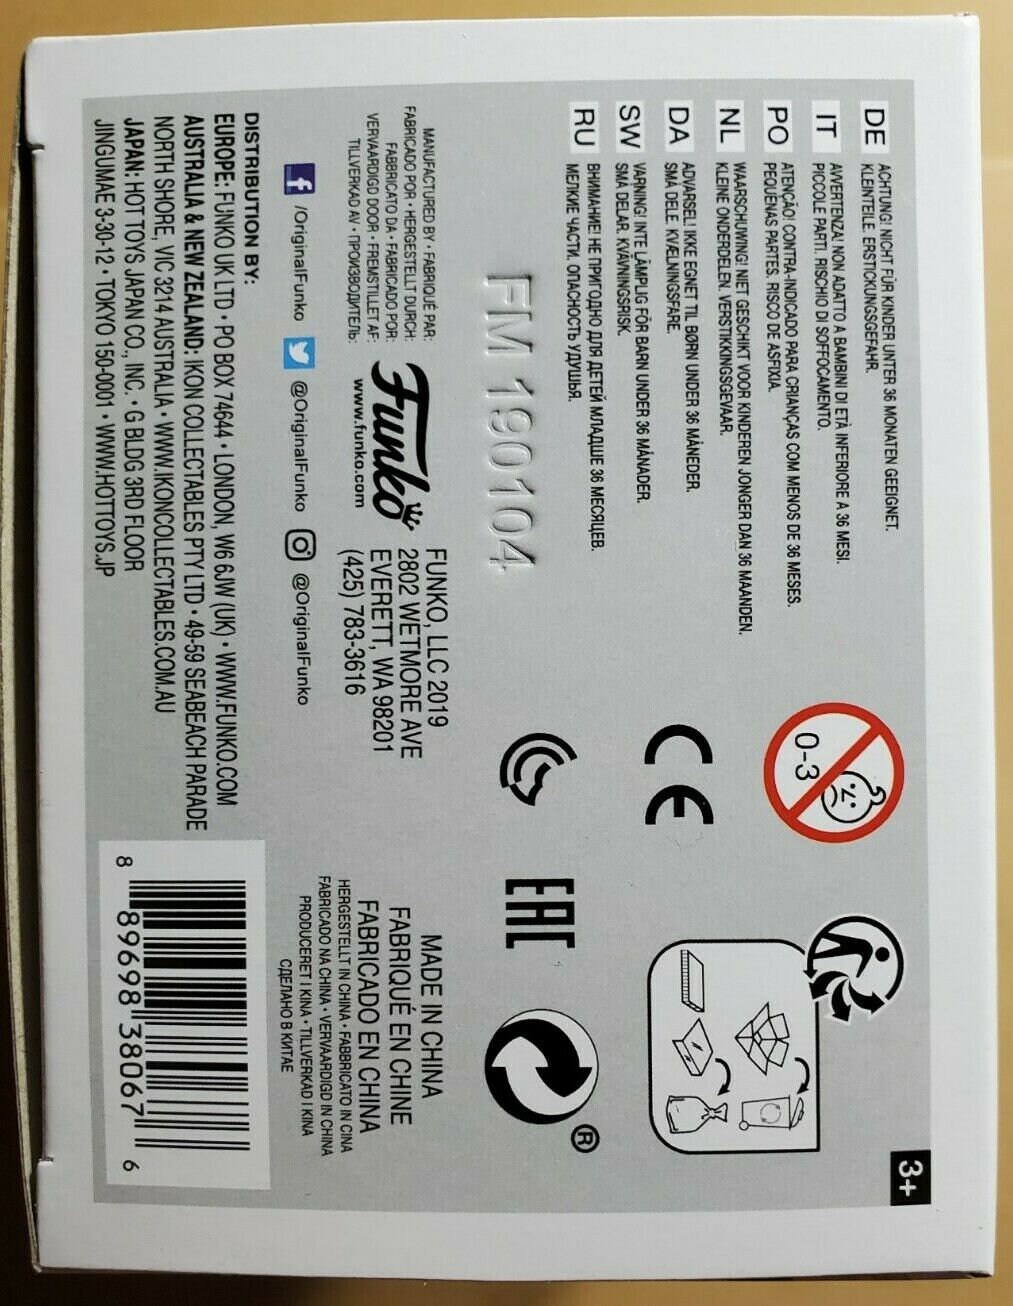 DE ACHTUNG! NICHT FÜR KINDER UNTER 36 MONATEN GEEIGNET.
KLEINTEILE. ERSTICKUNGSGEFAHR.
IT AVVERTENZA! NON ADATTO A BAMBINI DI ETÀ INFERIORE A 36 MESI.
PICCOLE PARTI. RISCHIO DI SOFFOCAMENTO.
PO ATENÇÃO! CONTRA-INDICADO PARA CRIANÇAS COM MENOS DE 36 MESES.
PEQUENAS PARTES. RISCO DE ASFIXIA.
NL WAARSCHUWING! NIET GESCHIKT VOOR KINDEREN JONGER DAN 36 MAANDEN.
KLEINE ONDERDELEN. VERSTIKKINGSGEVAAR.
DA ADVARSEL! IKKE EGNET TIL BØRN UNDER 36 MÅNEDER.
SMÅ DELE. KVÆLNINGSFARE.
SW VARNING! INTE LÄMPLIG FÖR BARN UNDER 36 MÅNADER.
SMÅ DELAR. KVÄVNINGSRISK.
RU ВНИМАНИЕ! НЕ ПРИГОДНО ДЛЯ ДЕТЕЙ МЛАДШЕ 36 МЕСЯЦЕВ.
МЕЛКИЕ ЧАСТИ. ОПАСНОСТЬ УДУШЬЯ.
3+
0-3
CE
EAC
®
FM 190104
MANUFACTURED BY • FABRIQUÉ PAR:
FABRICADO POR • HERGESTELLT DURCH:
FABBRICATO DA • FABRICADO POR:
VERVAARDIGD DOOR • FREMSTILLET AF:
TILLVERKAD AV • ПРОИЗВОДИТЕЛЬ:
Funko
www.funko.com
FUNKO, LLC 2019
2802 WETMORE AVE
EVERETT, WA 98201
(425) 783-3616
MADE IN CHINA
FABRIQUÉ EN CHINE
FABRICADO EN CHINA
HERGESTELLT IN CHINA • FABBRICATO IN CINA
FABRICADO NA CHINA • VERVAARDIGD IN CHINA
PRODUCERET I KINA • TILLVERKAD I KINA
СДЕЛАНО В КИТАЕ
/OriginalFunko @OriginalFunko @OriginalFunko
DISTRIBUTION BY:
EUROPE: FUNKO UK LTD • PO BOX 74644 • LONDON, W6 6JW (UK) • WWW.FUNKO.COM
AUSTRALIA & NEW ZEALAND: IKON COLLECTABLES PTY LTD • 49-59 SEABEACH PARADE
NORTH SHORE, VIC 3214 AUSTRALIA • WWW.IKONCOLLECTABLES.COM.AU
JAPAN: HOT TOYS JAPAN CO., INC. • G BLDG 3RD FLOOR
JINGUMAE 3-30-12 • TOKYO 150-0001 • WWW.HOTTOYS.JP
8 89698 38067 6